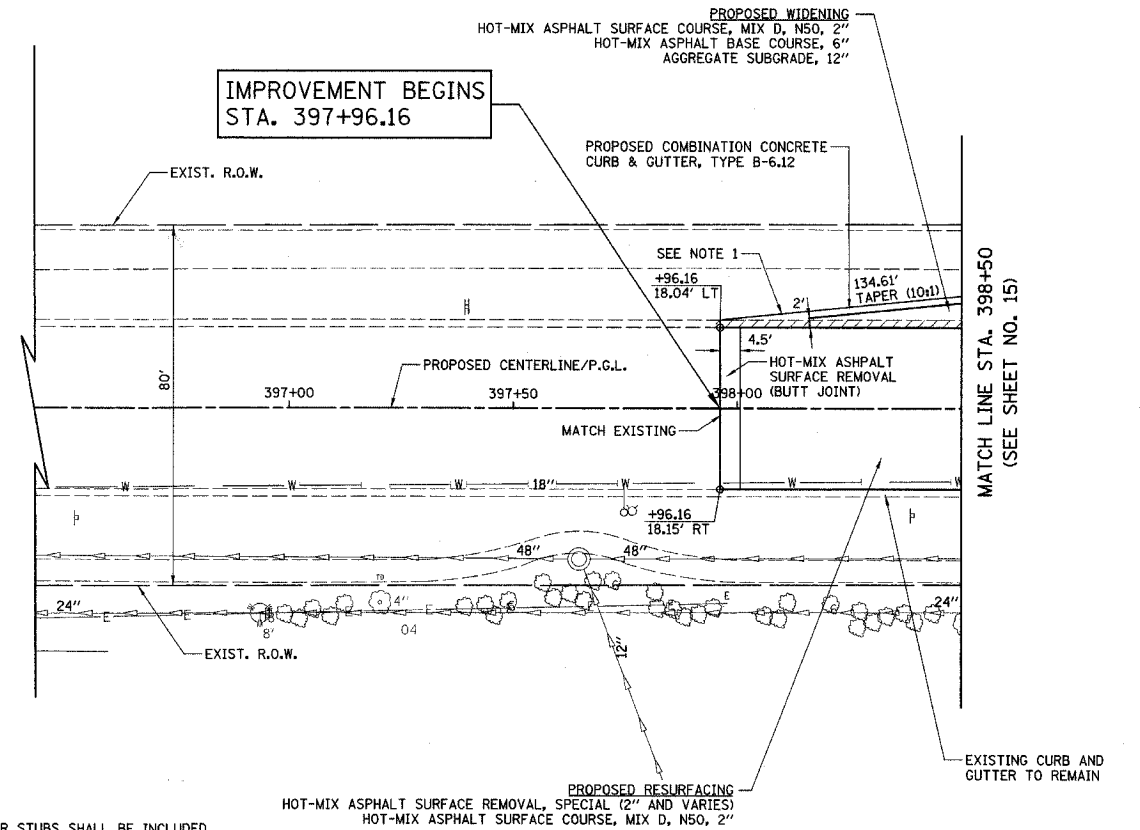 PROPOSED WIDENING
HOT-MIX ASPHALT SURFACE COURSE, MIX D, N50, 2"
HOT-MIX ASPHALT BASE COURSE, 6"
AGGREGATE SUBGRADE, 12"
IMPROVEMENT BEGINS
STA. 397+96.16
PROPOSED COMBINATION CONCRETE
CURB & GUTTER, TYPE B-6.12
EXIST. R.O.W.
SEE NOTE 1
+96.16
18.04' LT
134.61'
TAPER (10:1)
2'
4.5'
MATCH LINE STA. 398+50
(SEE SHEET NO. 15)
HOT-MIX ASHPALT
SURFACE REMOVAL
(BUTT JOINT)
PROPOSED CENTERLINE/P.G.L.
80'
397+00
397+50
398+00
MATCH EXISTING
W W W 18" W W W
+96.16
18.15' RT
48" 48"
24" E E 4" E E 24"
8'
04
EXIST. R.O.W.
12"
EXISTING CURB AND
GUTTER TO REMAIN
PROPOSED RESURFACING
HOT-MIX ASPHALT SURFACE REMOVAL, SPECIAL (2" AND VARIES)
HOT-MIX ASPHALT SURFACE COURSE, MIX D, N50, 2"
R STUBS SHALL BE INCLUDED